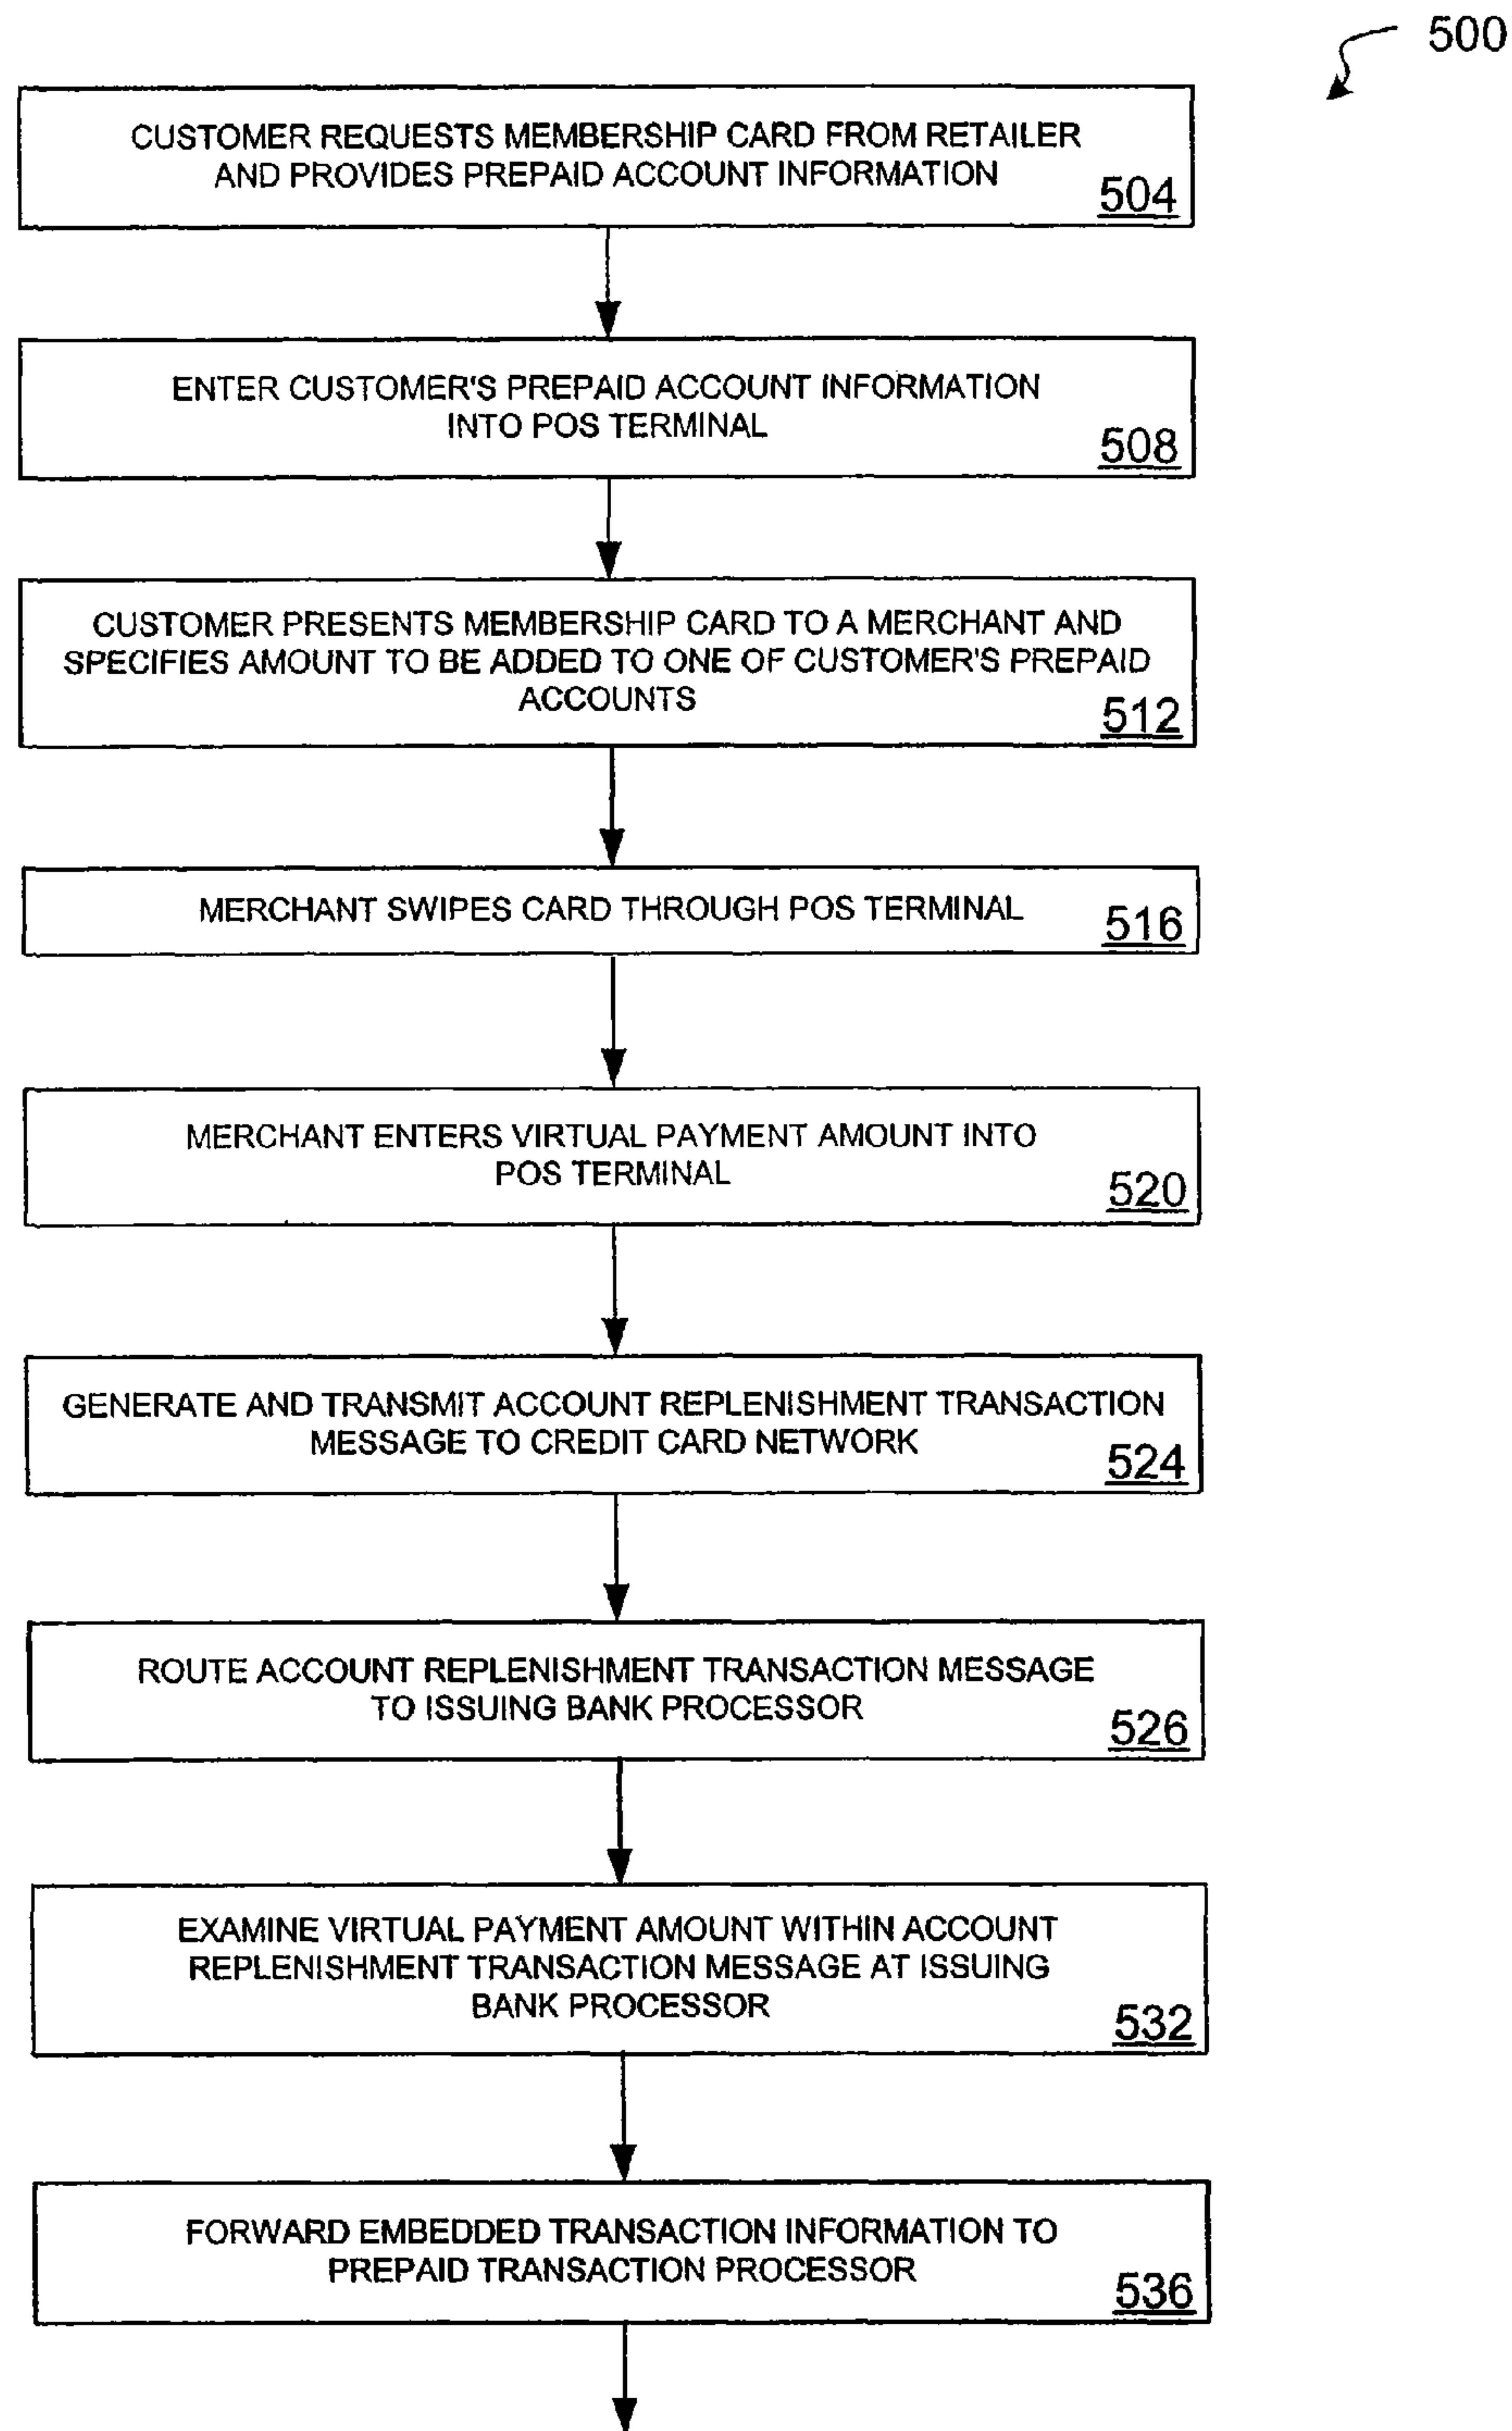 500
CUSTOMER REQUESTS MEMBERSHIP CARD FROM RETAILER
AND PROVIDES PREPAID ACCOUNT INFORMATION
504
ENTER CUSTOMER'S PREPAID ACCOUNT INFORMATION
INTO POS TERMINAL
508
CUSTOMER PRESENTS MEMBERSHIP CARD TO A MERCHANT AND
SPECIFIES AMOUNT TO BE ADDED TO ONE OF CUSTOMER'S PREPAID
ACCOUNTS
512
MERCHANT SWIPES CARD THROUGH POS TERMINAL
516
MERCHANT ENTERS VIRTUAL PAYMENT AMOUNT INTO
POS TERMINAL
520
GENERATE AND TRANSMIT ACCOUNT REPLENISHMENT TRANSACTION
MESSAGE TO CREDIT CARD NETWORK
524
ROUTE ACCOUNT REPLENISHMENT TRANSACTION MESSAGE
TO ISSUING BANK PROCESSOR
526
EXAMINE VIRTUAL PAYMENT AMOUNT WITHIN ACCOUNT
REPLENISHMENT TRANSACTION MESSAGE AT ISSUING
BANK PROCESSOR
532
FORWARD EMBEDDED TRANSACTION INFORMATION TO
PREPAID TRANSACTION PROCESSOR
536